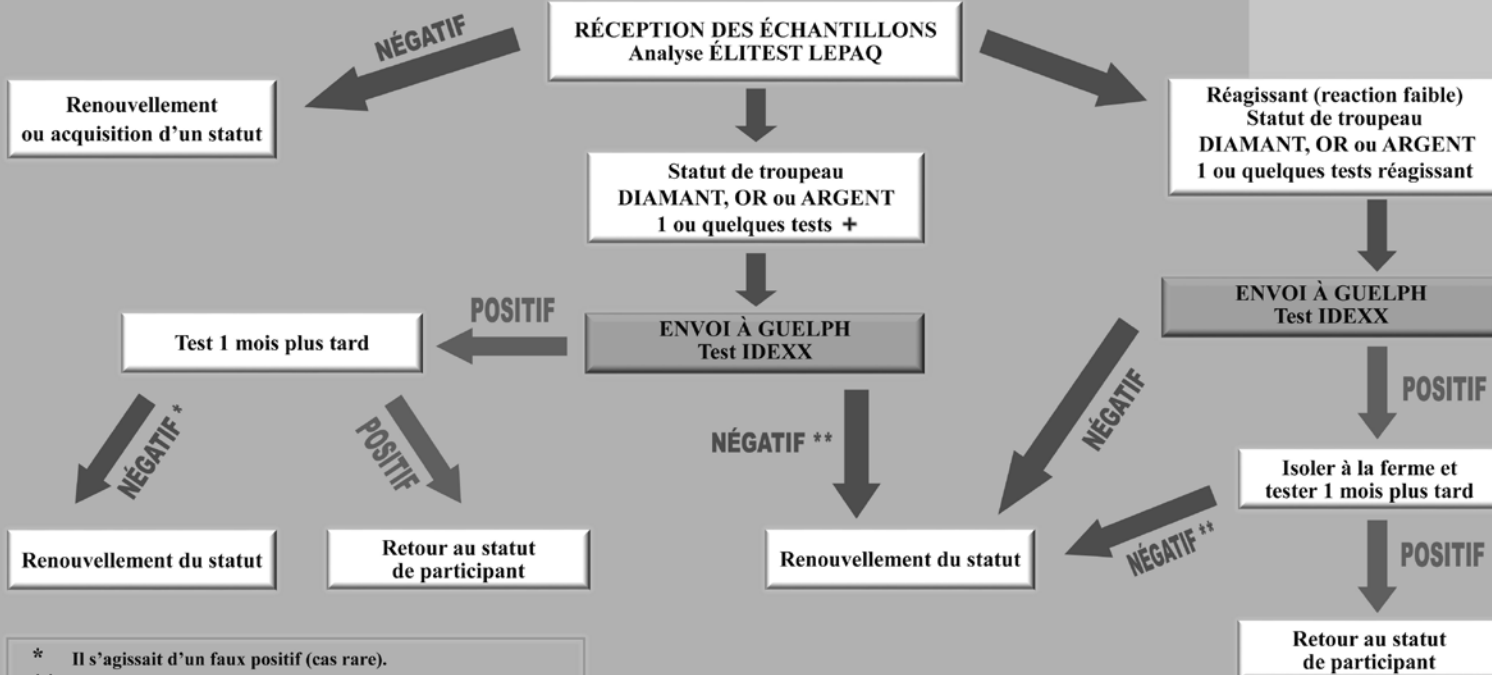 RÉCEPTION DES ÉCHANTILLONS
Analyse ÉLITEST LEPAQ
NÉGATIF
Renouvellement
ou acquisition d'un statut
Statut de troupeau
DIAMANT, OR ou ARGENT
1 ou quelques tests +
Réagissant (reaction faible)
Statut de troupeau
DIAMANT, OR ou ARGENT
1 ou quelques tests réagissant
ENVOI À GUELPH
Test IDEXX
POSITIF
Test 1 mois plus tard
ENVOI À GUELPH
Test IDEXX
NÉGATIF *
POSITIF
NÉGATIF **
NÉGATIF
POSITIF
Isoler à la ferme et
tester 1 mois plus tard
Renouvellement du statut
Retour au statut
de participant
Renouvellement du statut
NÉGATIF **
POSITIF
Retour au statut
de participant
* Il s'agissait d'un faux positif (cas rare).